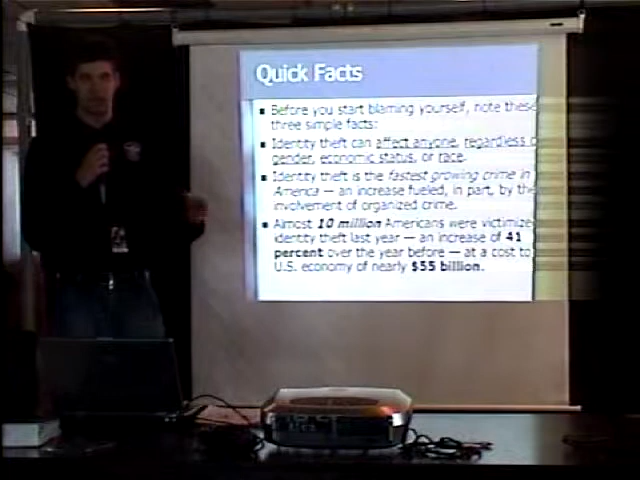 Quick Facts
Before you start blaming yourself, note these
three simple facts:
Identity theft can affect anyone, regardless o
gender, economic status, or race.
Identity theft is the fastest growing crime in
America — an increase fueled, in part, by the
involvement of organized crime.
Almost 10 million Americans were victimize
identity theft last year — an increase of 41
percent over the year before — at a cost to
U.S. economy of nearly $55 billion.